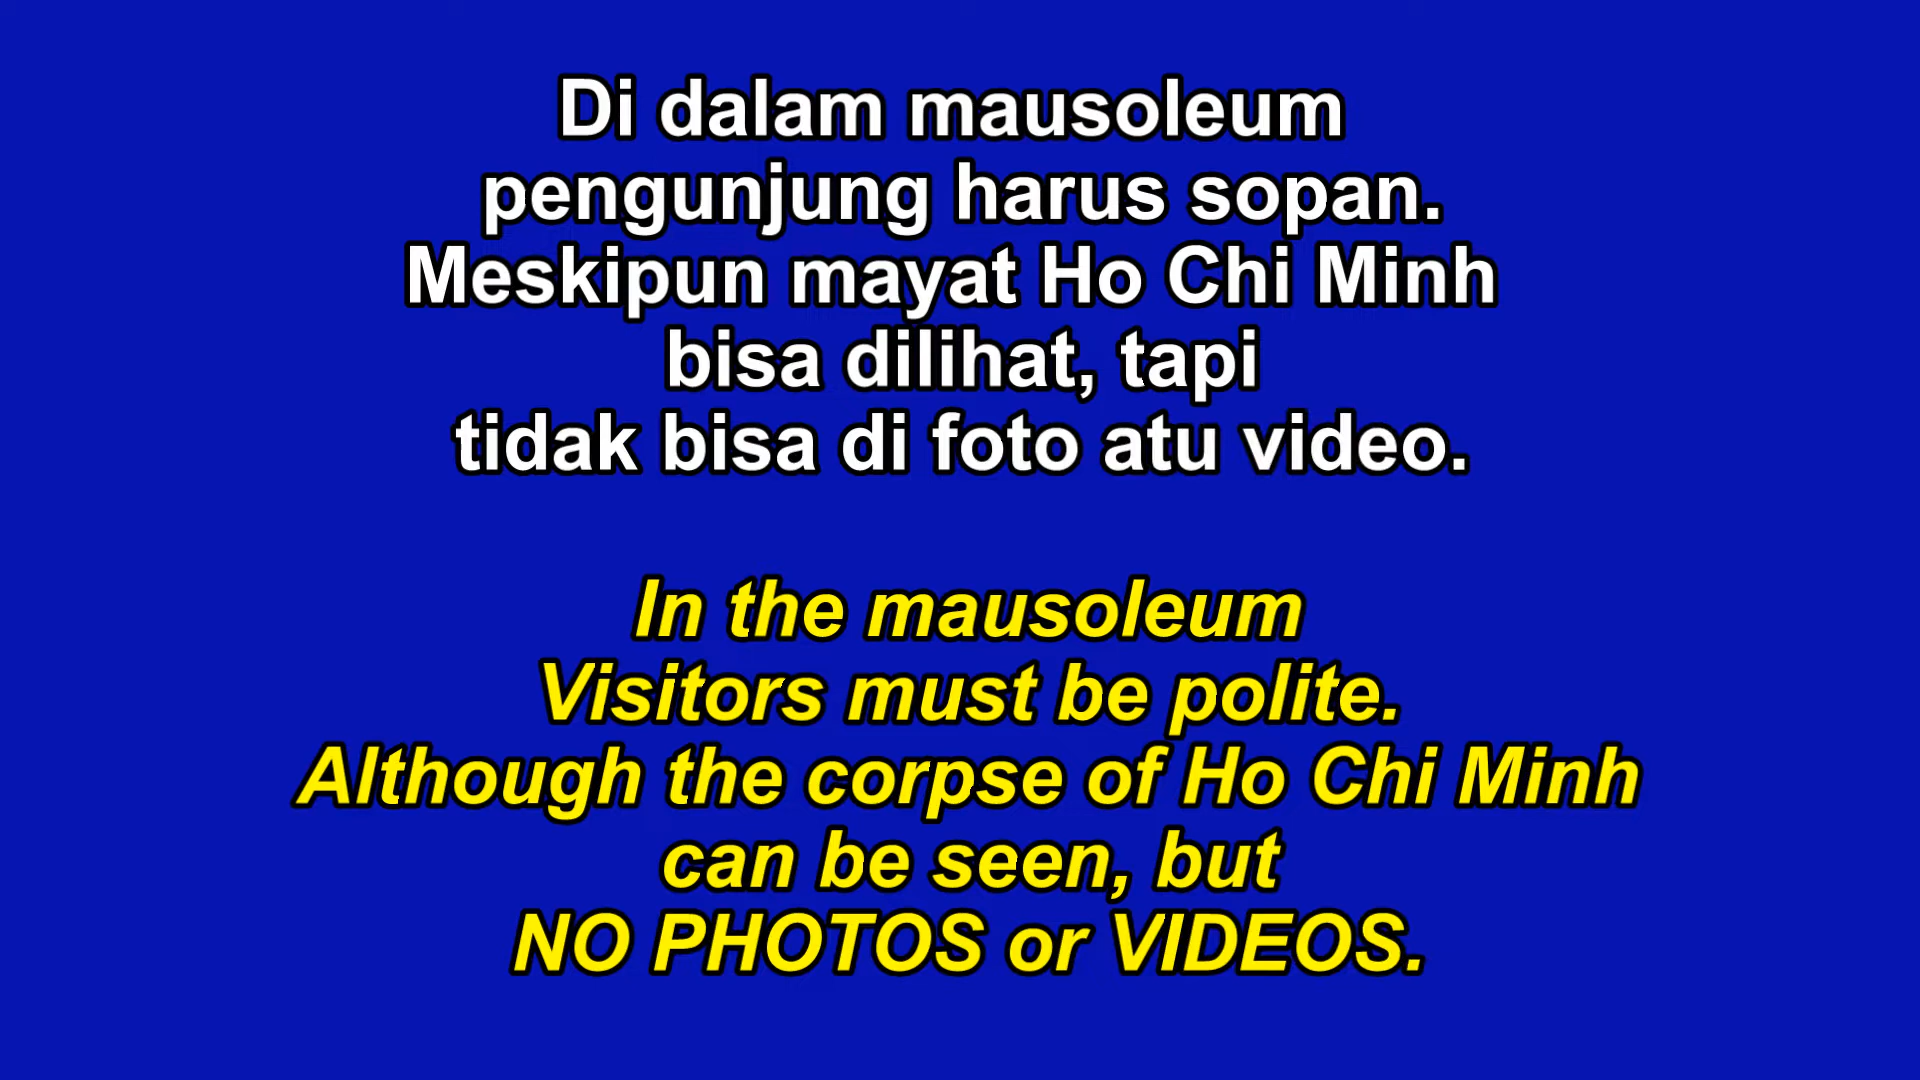 Di dalam mausoleum
pengunjung harus sopan.
Meskipun mayat Ho Chi Minh
bisa dilihat, tapi
tidak bisa di foto atu video.
In the mausoleum
Visitors must be polite.
Although the corpse of Ho Chi Minh
can be seen, but
NO PHOTOS or VIDEOS.